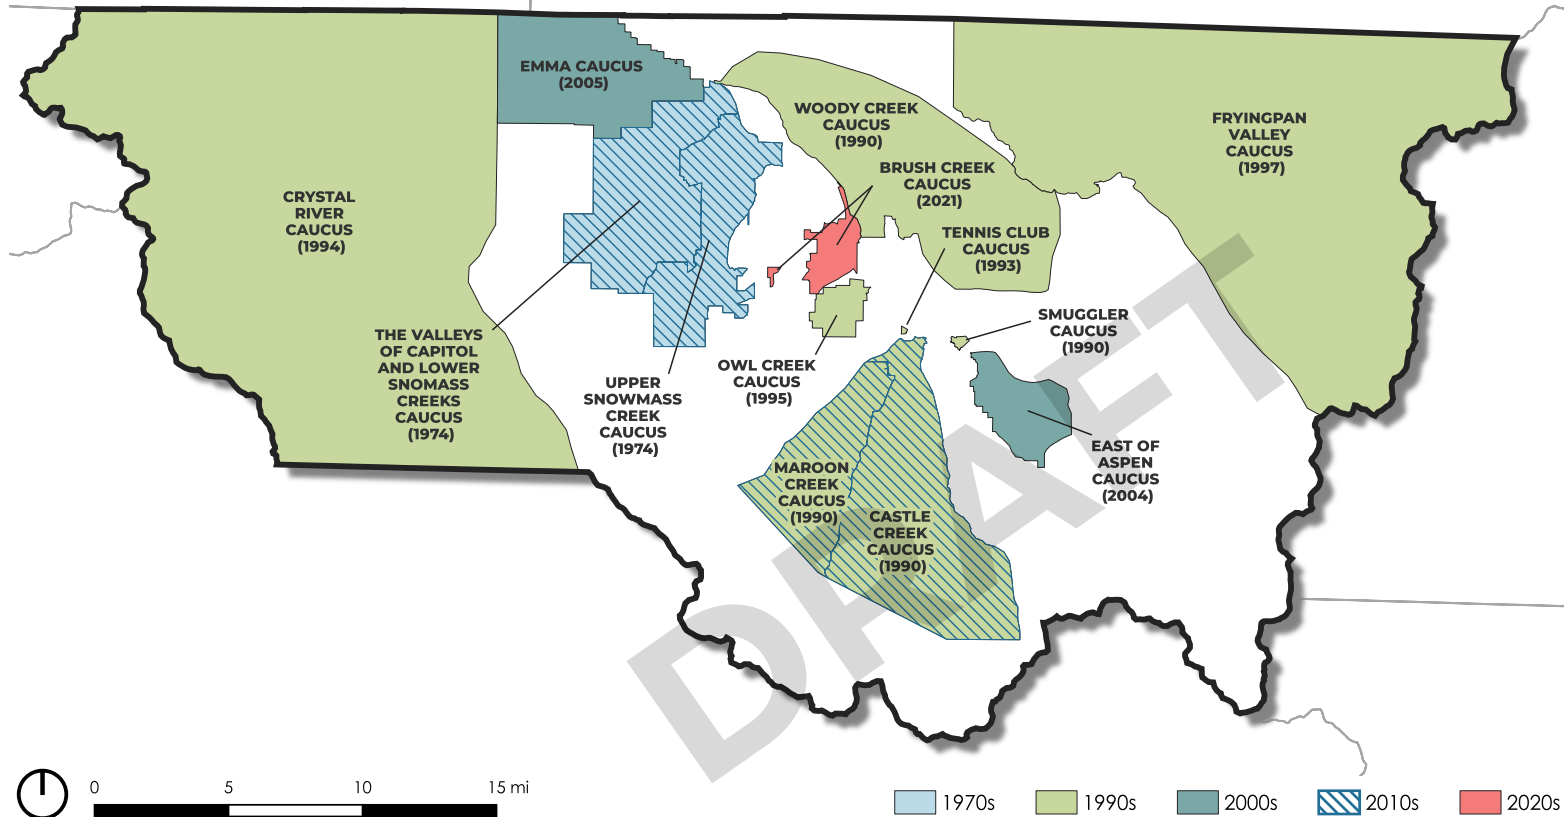 EMMA CAUCUS
(2005)
WOODY CREEK
CAUCUS
(1990)
FRYINGPAN
VALLEY
CAUCUS
(1997)
BRUSH CREEK
CAUCUS
(2021)
CRYSTAL
RIVER
CAUCUS
(1994)
TENNIS CLUB
CAUCUS
(1993)
SMUGGLER
CAUCUS
(1990)
THE VALLEYS
OF CAPITOL
AND LOWER
SNOMASS
CREEKS
CAUCUS
(1974)
UPPER
SNOWMASS
CREEK
CAUCUS
(1974)
OWL CREEK
CAUCUS
(1995)
EAST OF
ASPEN
CAUCUS
(2004)
MAROON
CREEK
CAUCUS
(1990)
CASTLE
CREEK
CAUCUS
(1990)
DRAFT
0 5 10 15 mi
1970s 1990s 2000s 2010s 2020s